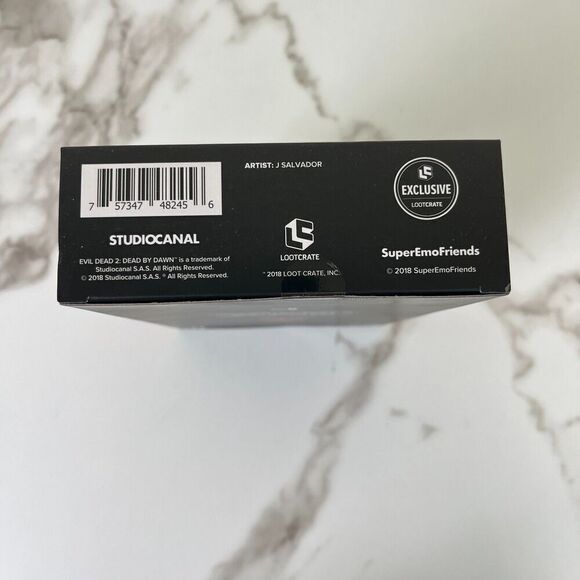 ARTIST: J SALVADOR
7 57347 48245 6
EXCLUSIVE
LOOTCRATE
STUDIOCANAL
EVIL DEAD 2: DEAD BY DAWN™ is a trademark of
Studiocanal S.A.S. All Rights Reserved.
© 2018 Studiocanal S.A.S. ® All Rights Reserved.
LOOTCRATE
™ 2018 LOOT CRATE, INC.
SuperEmoFriends
© 2018 SuperEmoFriends